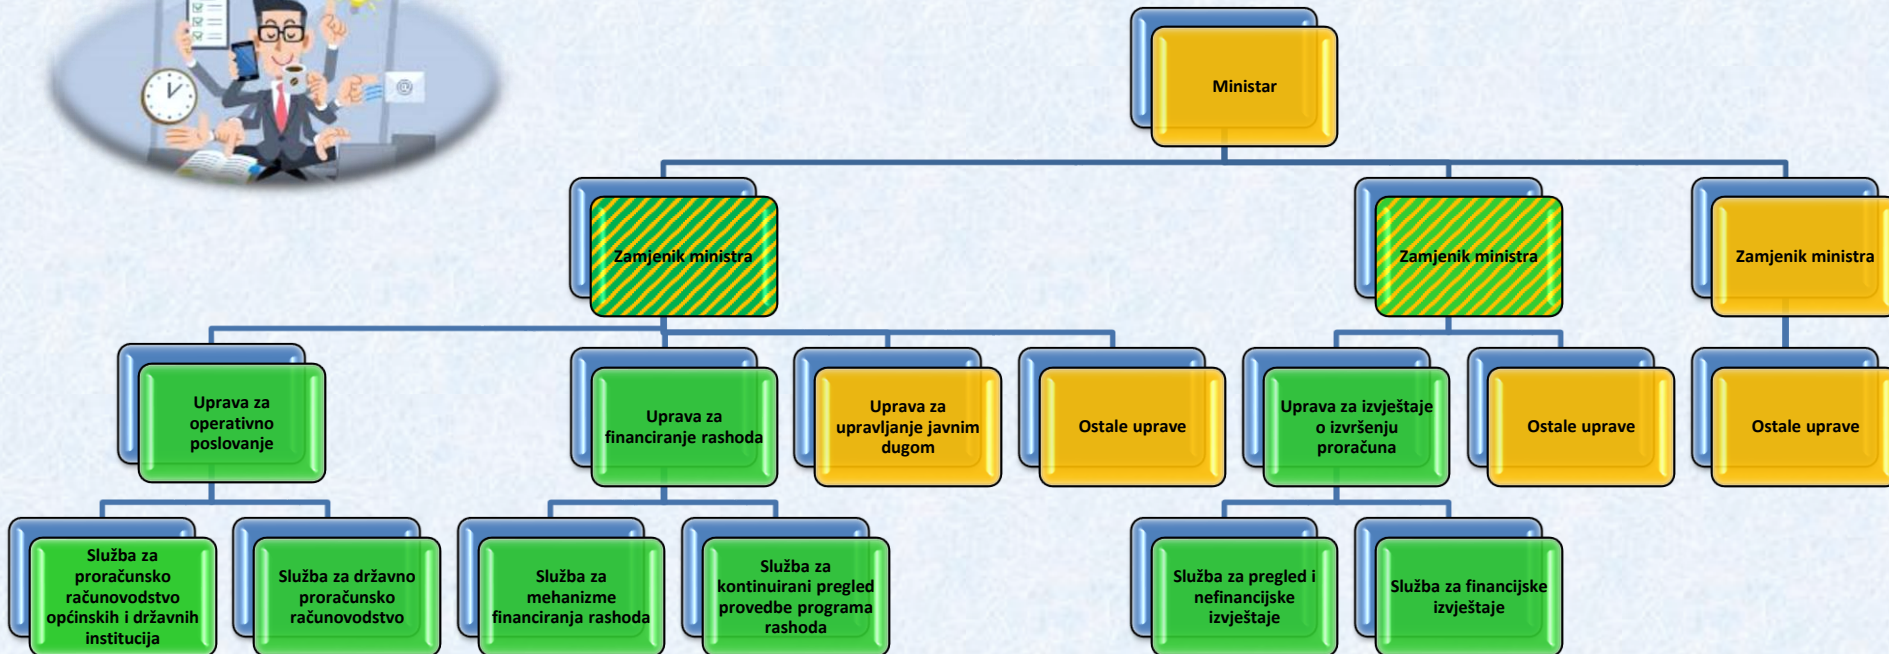 Ministar
Zamjenik ministra
Zamjenik ministra
Zamjenik ministra
Uprava za
operativno
poslovanje
Uprava za
financiranje rashoda
Uprava za
upravljanje javnim
dugom
Ostale uprave
Uprava za izvještaje
o izvršenju
proračuna
Ostale uprave
Ostale uprave
Služba za
proračunsko
računovodstvo
općinskih i državnih
institucija
Služba za državno
proračunsko
računovodstvo
Služba za
mehanizme
financiranja rashoda
Služba za
kontinuirani pregled
provedbe programa
rashoda
Služba za pregled i
nefinancijske
izvještaje
Služba za financijske
izvještaje